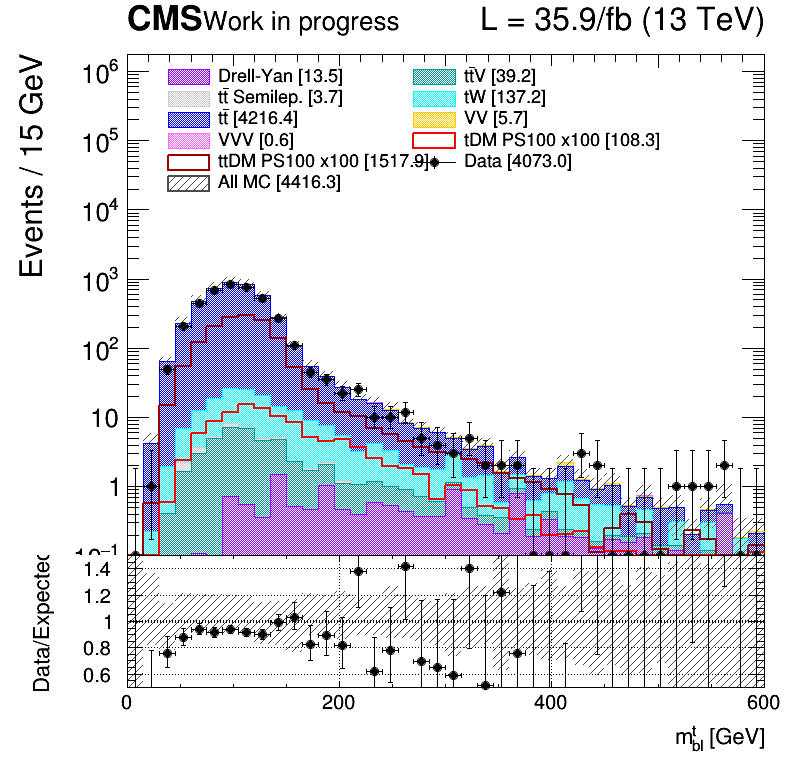 CMS Work in progress L = 35.9/fb (13 TeV)
Events / 15 GeV
10⁶
10⁵
10⁴
10³
10²
10
1
10⁻¹
Drell-Yan [13.5] tt̄V [39.2]
tt̄ Semilep. [3.7] tW [137.2]
tt̄ [4216.4] VV [5.7]
VVV [0.6] tDM PS100 x100 [108.3]
ttDM PS100 x100 [1517.9] Data [4073.0]
All MC [4416.3]
Data/Expected
1.4
1.2
1
0.8
0.6
0 200 400 600
mᵗbl [GeV]